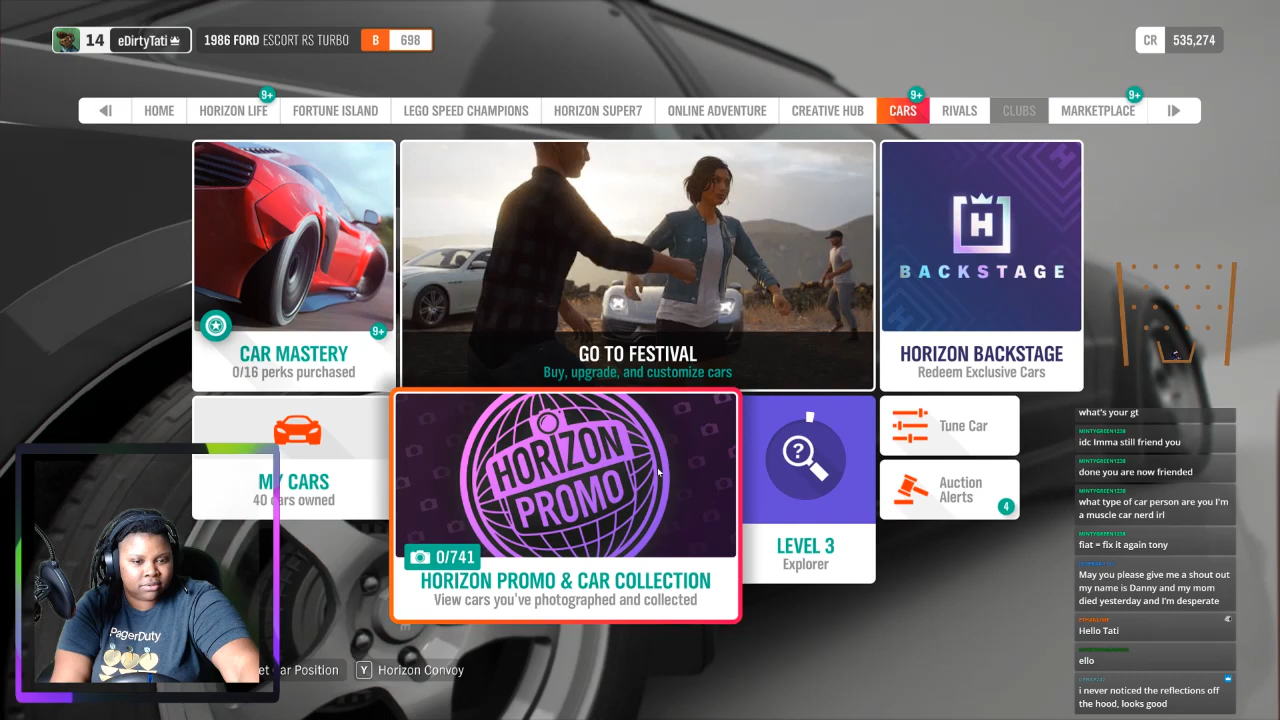 14 eDirtyTati 1986 FORD ESCORT RS TURBO B 698
CR 535,274
9+ 9+ 9+
HOME HORIZON LIFE FORTUNE ISLAND LEGO SPEED CHAMPIONS HORIZON SUPER7 ONLINE ADVENTURE CREATIVE HUB CARS RIVALS CLUBS MARKETPLACE
9+
CAR MASTERY
0/16 perks purchased
GO TO FESTIVAL
Buy, upgrade, and customize cars
H
BACKSTAGE
HORIZON BACKSTAGE
Redeem Exclusive Cars
MY CARS
40 cars owned
HORIZON
PROMO
0/741
HORIZON PROMO & CAR COLLECTION
View cars you've photographed and collected
?
LEVEL 3
Explorer
Tune Car
Auction
Alerts
4
et Car Position Y Horizon Convoy
PagerDuty
what's your gt
MINTYGREEN1238
idc Imma still friend you
MINTYGREEN1238
done you are now friended
MINTYGREEN1238
what type of car person are you I'm
a muscle car nerd irl
MINTYGREEN1238
fiat = fix it again tony
May you please give me a shout out
my name is Danny and my mom
died yesterday and I'm desperate
Hello Tati
ello
i never noticed the reflections off
the hood, looks good